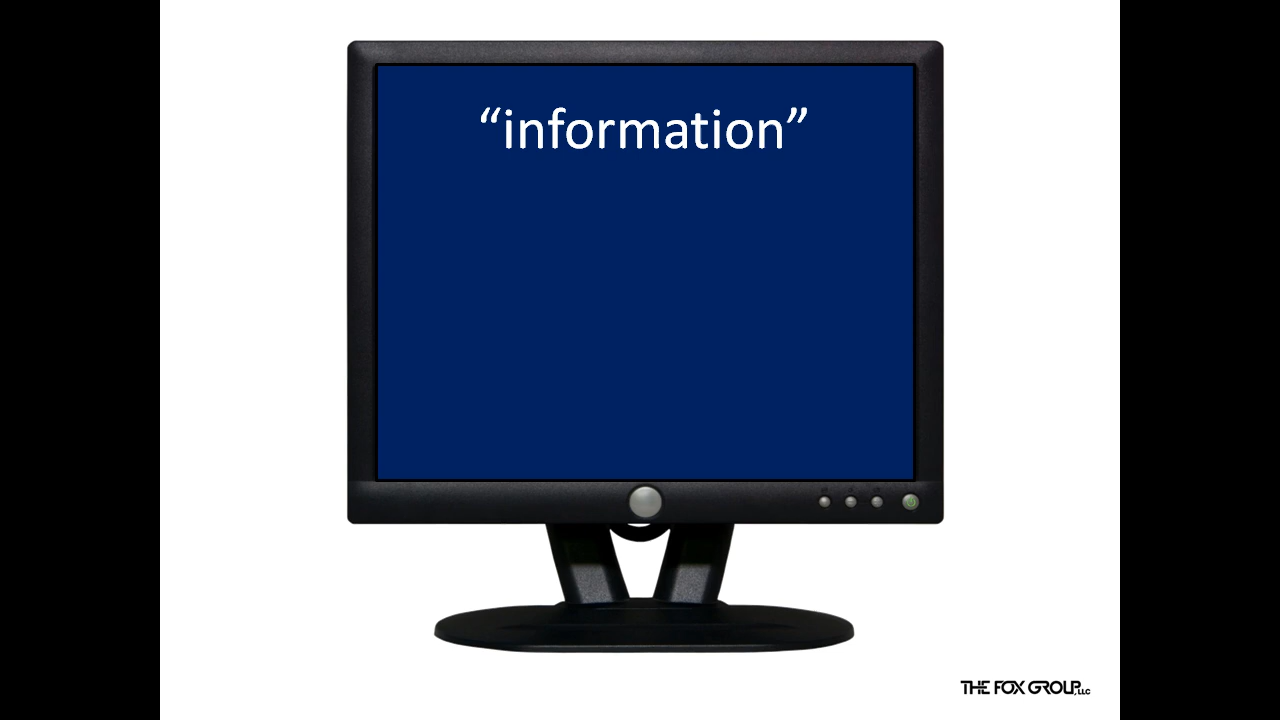 “information”
THE FOX GROUP, LLC